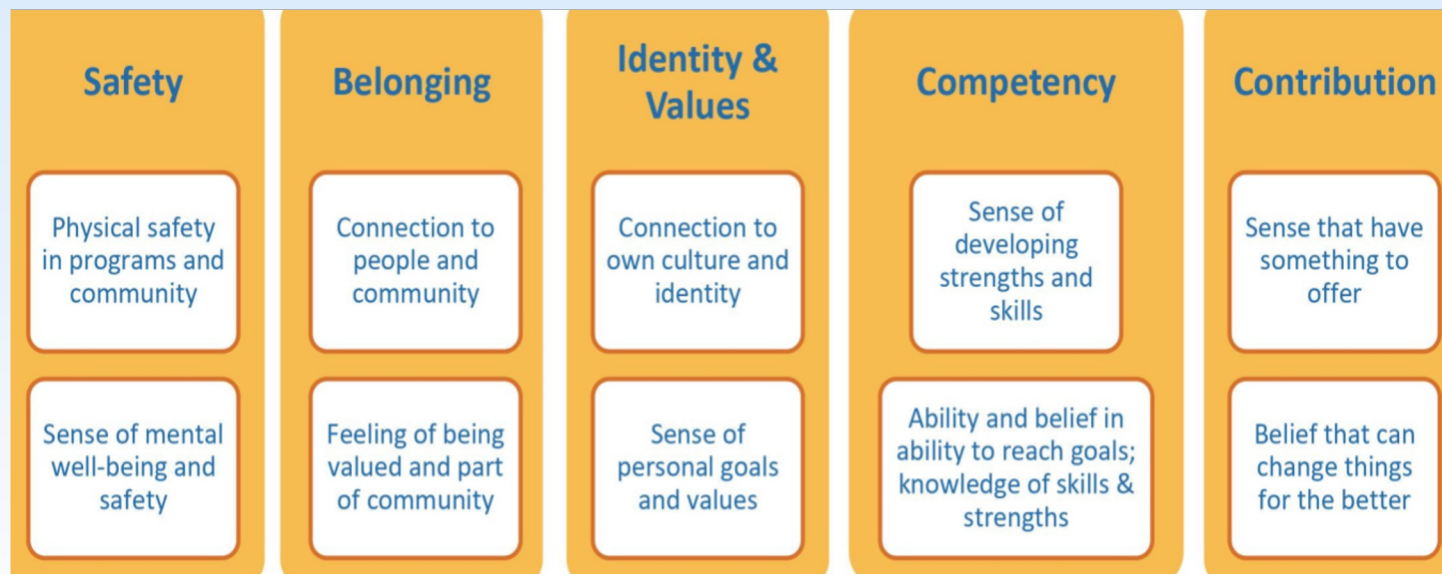 Safety
Physical safety
in programs and
community
Sense of mental
well-being and
safety
Belonging
Connection to
people and
community
Feeling of being
valued and part
of community
Identity &
Values
Connection to
own culture and
identity
Sense of
personal goals
and values
Competency
Sense of
developing
strengths and
skills
Ability and belief in
ability to reach goals;
knowledge of skills &
strengths
Contribution
Sense that have
something to
offer
Belief that can
change things
for the better